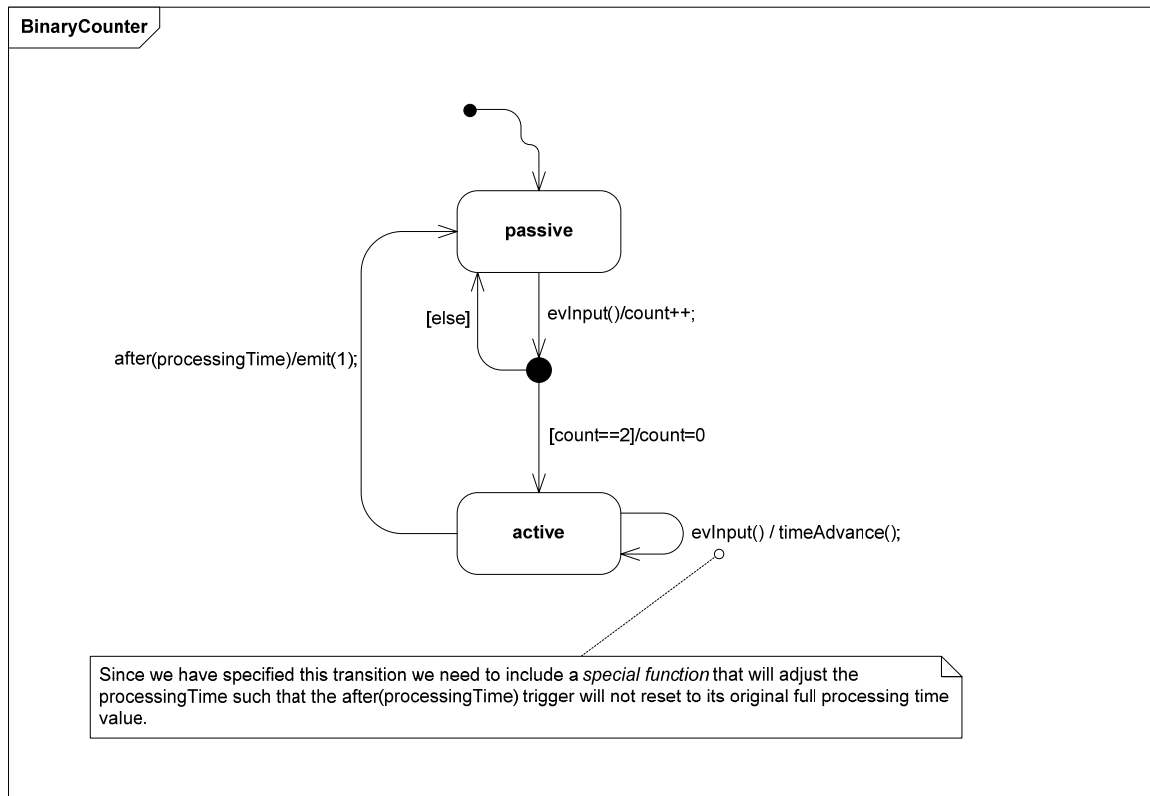 BinaryCounter
passive
[else]
evInput()/count++;
after(processingTime)/emit(1);
[count==2]/count=0
active
evInput() / timeAdvance();
Since we have specified this transition we need to include a special function that will adjust the
processingTime such that the after(processingTime) trigger will not reset to its original full processing time
value.